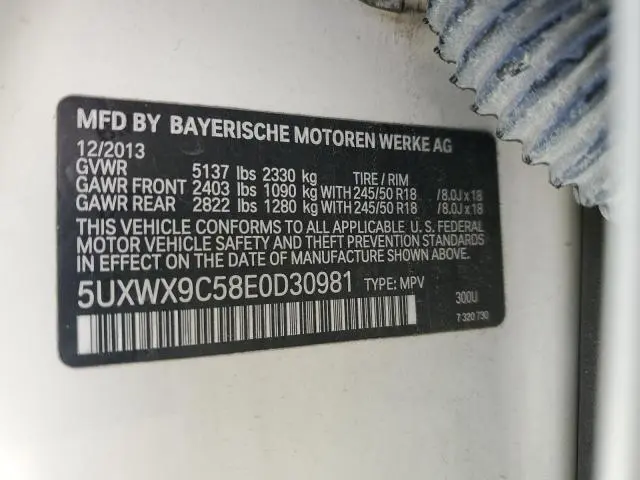 MFD BY BAYERISCHE MOTOREN WERKE AG
12/2013
GVWR 5137 lbs 2330 kg TIRE / RIM
GAWR FRONT 2403 lbs 1090 kg WITH 245/50 R18 /8.0J x 18
GAWR REAR 2822 lbs 1280 kg WITH 245/50 R18 /8.0J x 18
THIS VEHICLE CONFORMS TO ALL APPLICABLE U. S. FEDERAL
MOTOR VEHICLE SAFETY AND THEFT PREVENTION STANDARDS
IN EFFECT ON THE DATE OF MANUFACTURE SHOWN ABOVE.
5UXWX9C58E0D30981 TYPE: MPV
300U
7 320 730